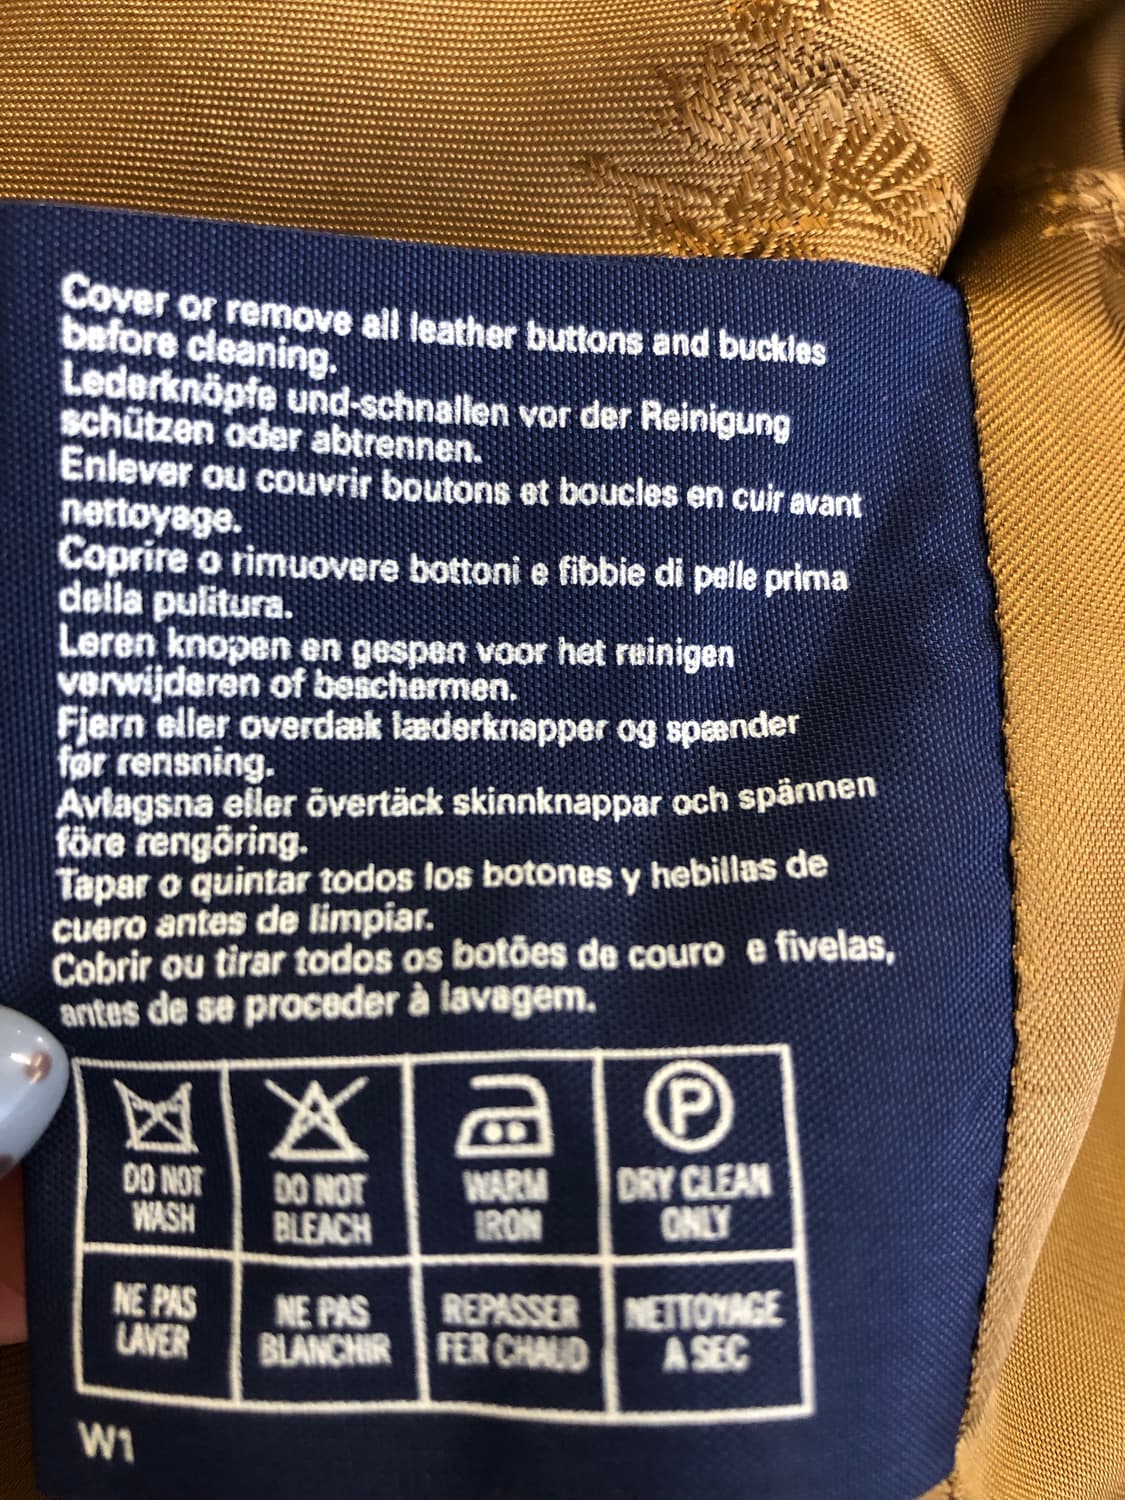 Cover or remove all leather buttons and buckles
before cleaning.
Lederknöpfe und-schnallen vor der Reinigung
schützen oder abtrennen.
Enlever ou couvrir boutons et boucles en cuir avant
nettoyage.
Coprire o rimuovere bottoni e fibbie di pelle prima
della pulitura.
Leren knopen en gespen voor het reinigen
verwijderen of beschermen.
Fjern eller overdæk læderknapper og spænder
før rensning.
Avlagsna eller övertäck skinnknappar och spännen
före rengöring.
Tapar o quintar todos los botones y hebillas de
cuero antes de limpiar.
Cobrir ou tirar todos os botões de couro e fivelas,
antes de se proceder à lavagem.
P
DO NOT WARM DRY CLEAN
DO NOT
WASH
DO NOT
BLEACH
WARM
IRON
DRY CLEAN
ONLY
NE PAS
LAVER
NE PAS
BLANCHIR
REPASSER
FER CHAUD
NETTOYAGE
A SEC
W1